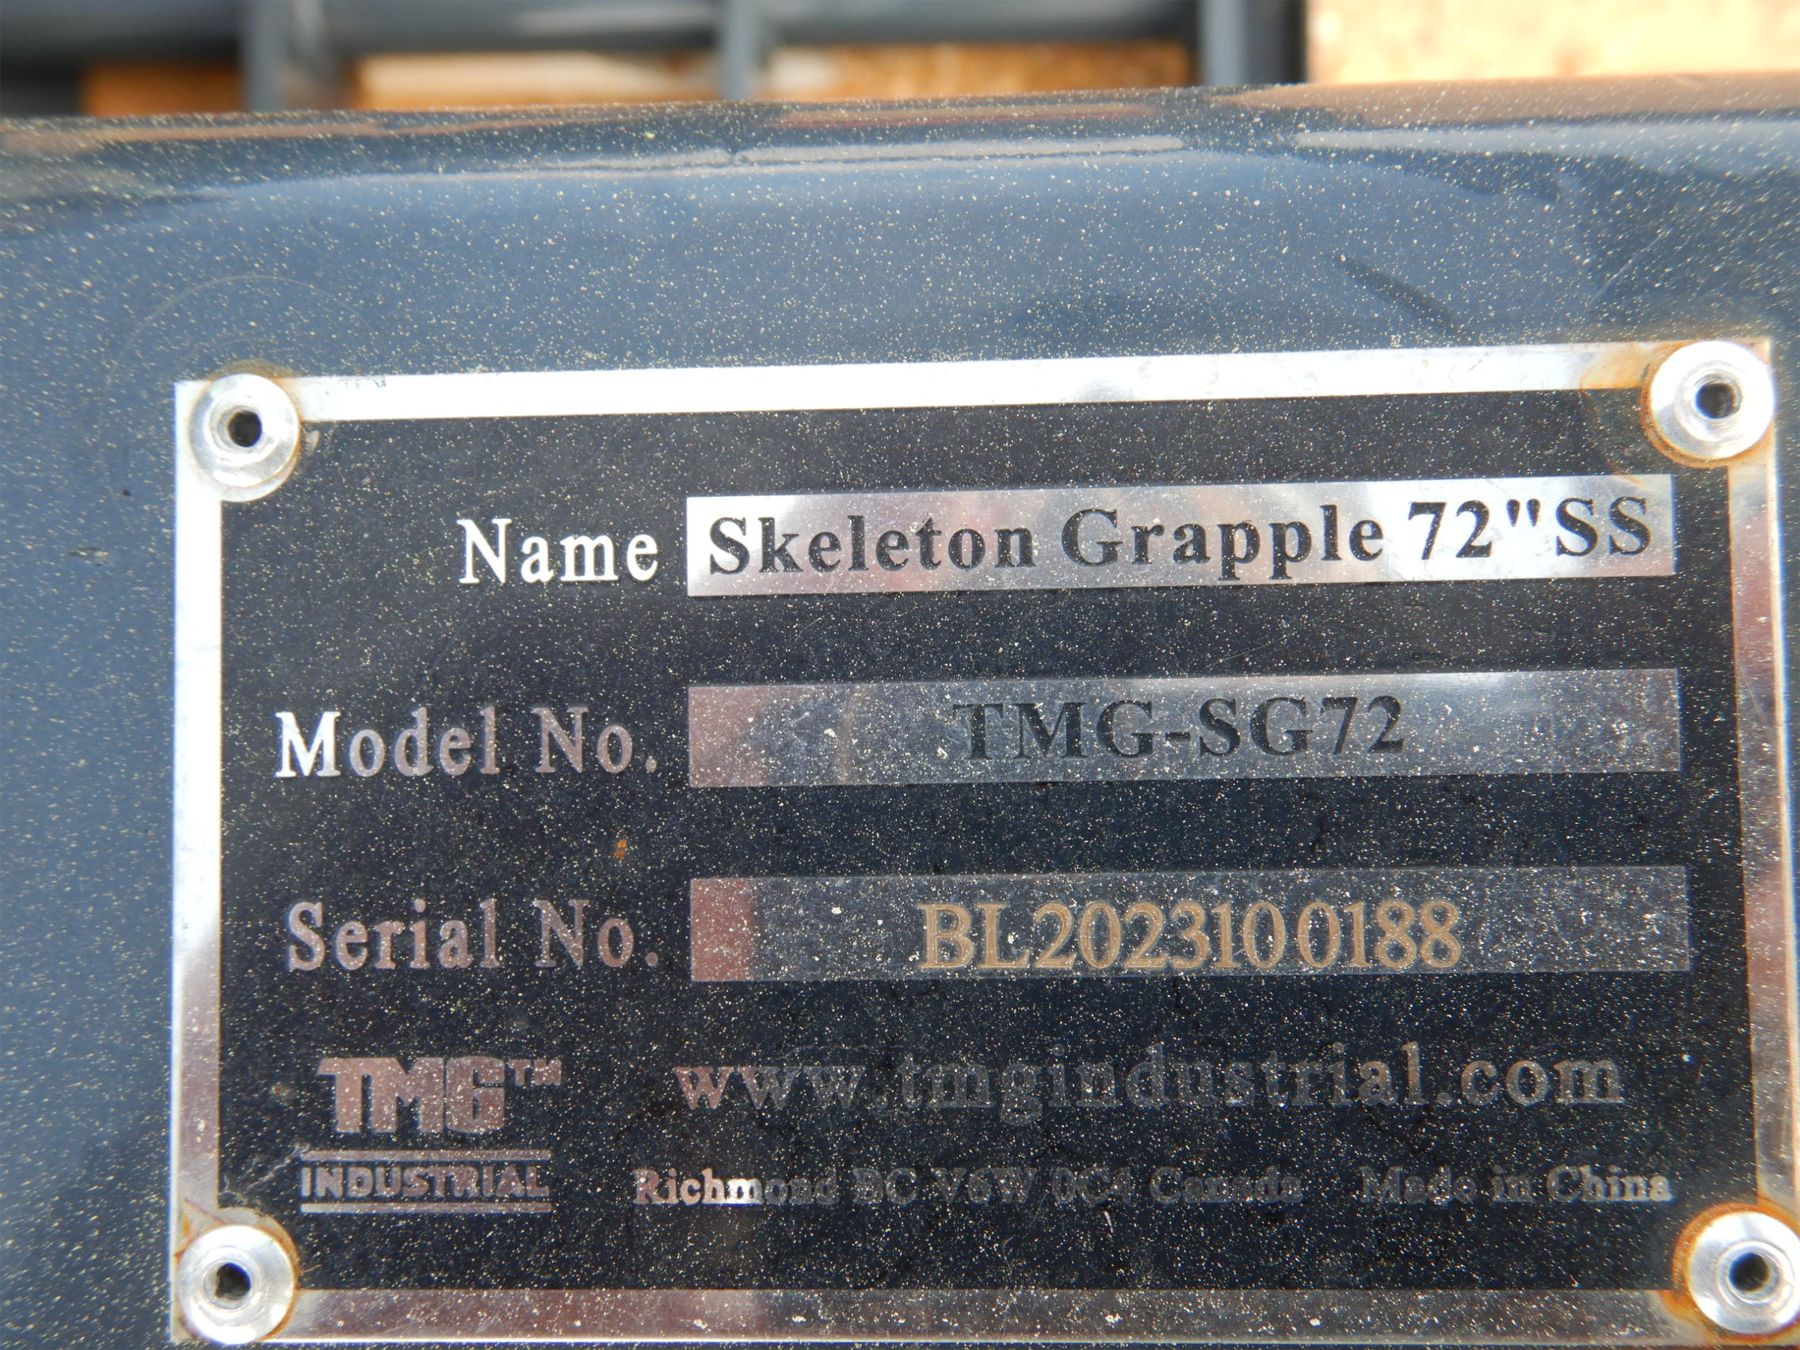 Name Skeleton Grapple 72"SS
Model No. TMG-SG72
Serial No. BL2023100188
TMG™ www.tmgindustrial.com
INDUSTRIAL Richmond BC V6W 0C4 Canada Made in China